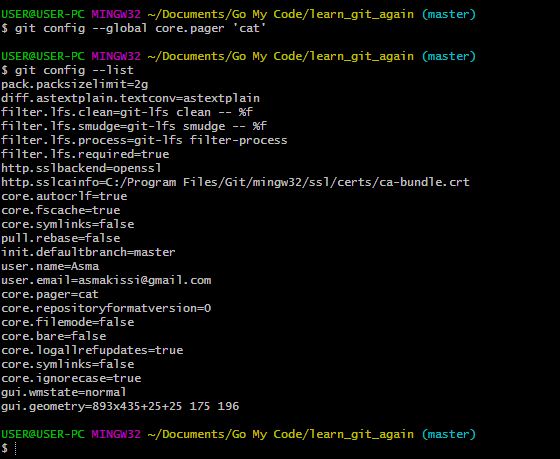 USER@USER-PC MINGW32 ~/Documents/Go My Code/learn_git_again (master)
$ git config --global core.pager 'cat'
USER@USER-PC MINGW32 ~/Documents/Go My Code/learn_git_again (master)
$ git config --list
pack.packsizelimit=2g
diff.astextplain.textconv=astextplain
filter.lfs.clean=git-lfs clean -- %f
filter.lfs.smudge=git-lfs smudge -- %f
filter.lfs.process=git-lfs filter-process
filter.lfs.required=true
http.sslbackend=openssl
http.sslcainfo=C:/Program Files/Git/mingw32/ssl/certs/ca-bundle.crt
core.autocrlf=true
core.fscache=true
core.symlinks=false
pull.rebase=false
init.defaultbranch=master
user.name=Asma
user.email=asmakissi@gmail.com
core.pager=cat
core.repositoryformatversion=0
core.filemode=false
core.bare=false
core.logallrefupdates=true
core.symlinks=false
core.ignorecase=true
gui.wmstate=normal
gui.geometry=893x435+25+25 175 196
USER@USER-PC MINGW32 ~/Documents/Go My Code/learn_git_again (master)
$